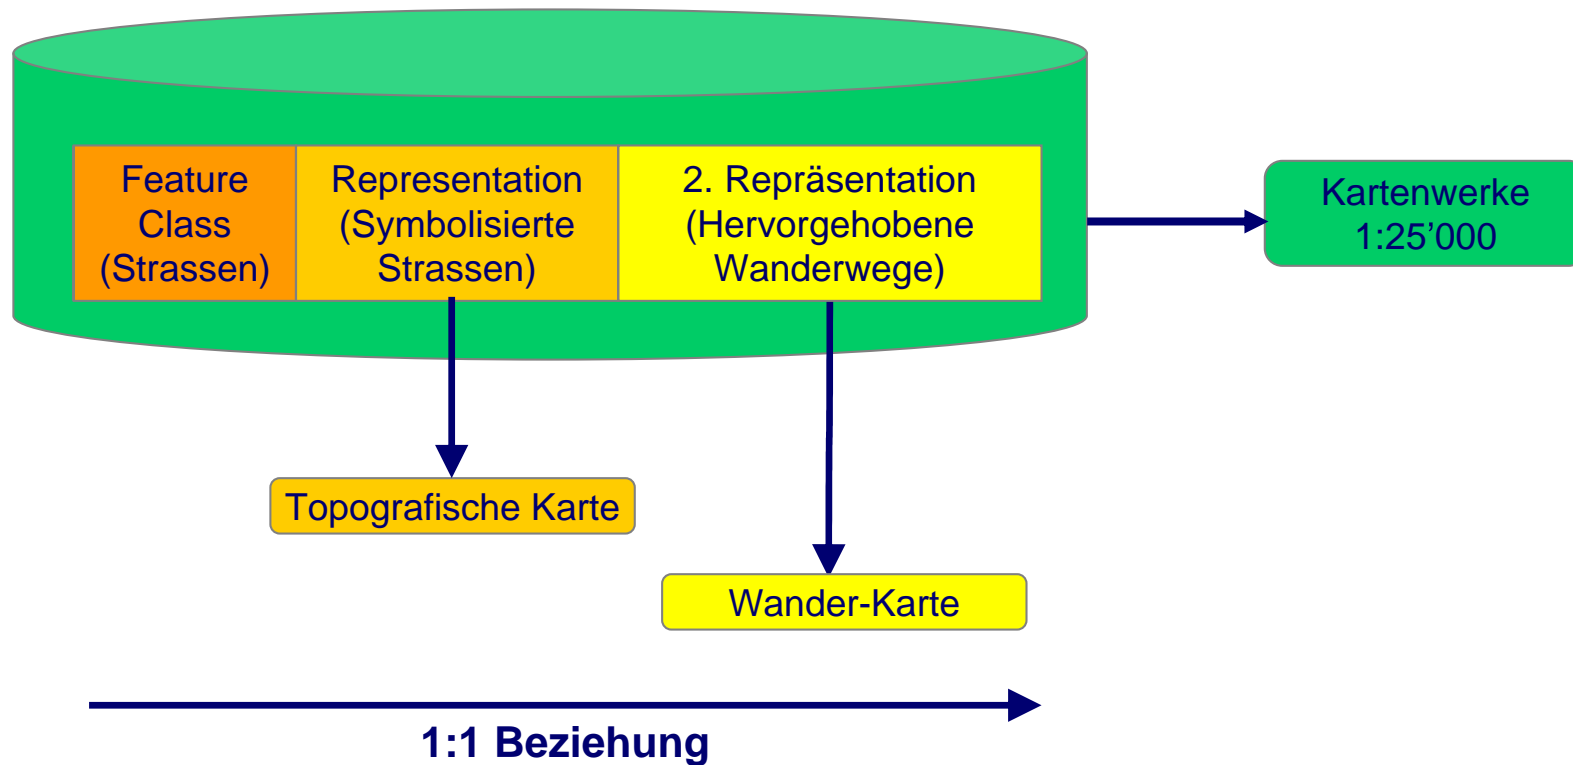 Feature
Class
(Strassen)
Representation
(Symbolisierte
Strassen)
2. Repräsentation
(Hervorgehobene
Wanderwege)
Kartenwerke
1:25’000
Topografische Karte
Wander-Karte
1:1 Beziehung